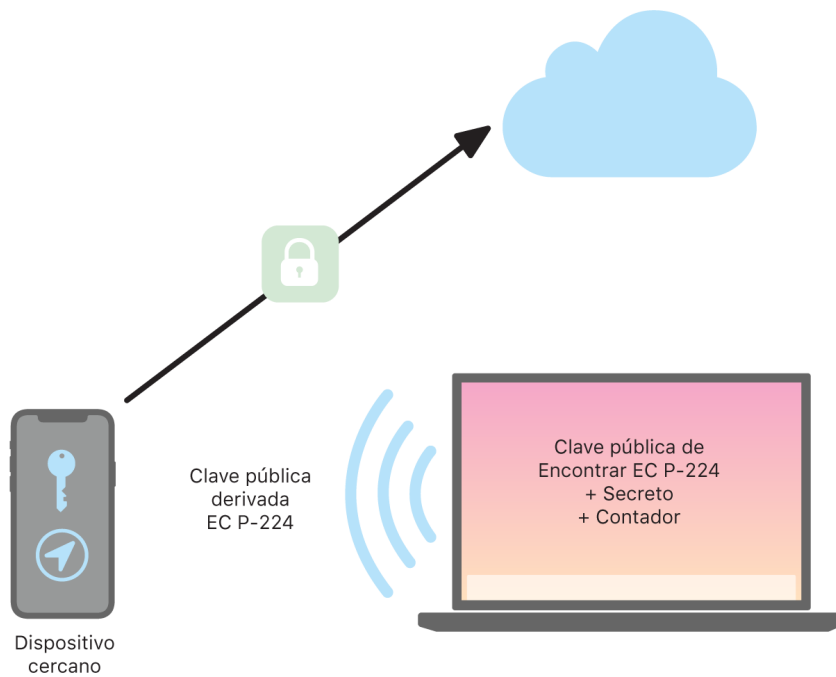 Clave pública de
Encontrar EC P-224
+ Secreto
+ Contador
Clave pública
derivada
EC P-224
Dispositivo
cercano